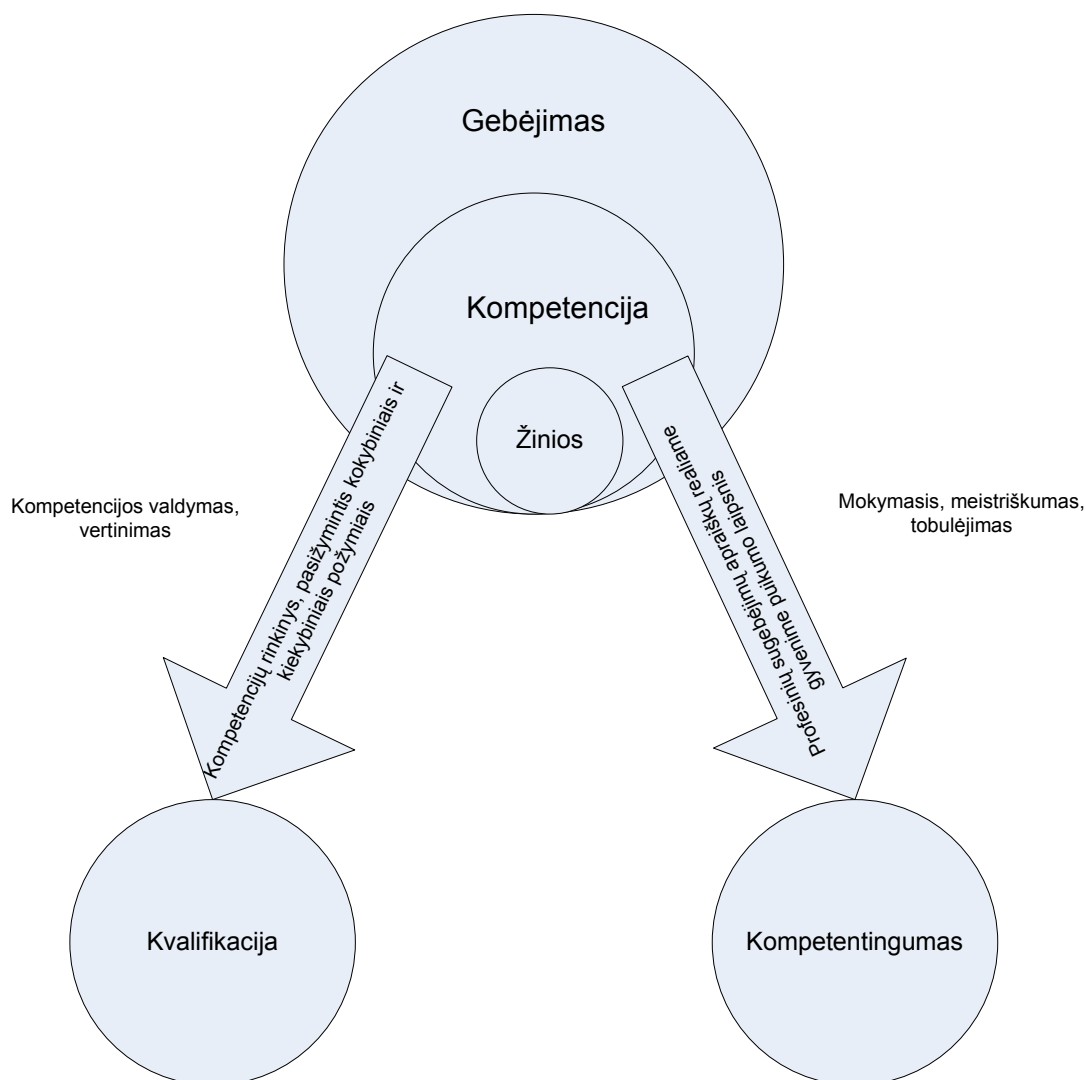 Gebėjimas
Kompetencija
Žinios
Kompetencijų rinkinys, pasižymintis kokybiniais ir
kiekybiniais požymiais
Profesinių sugebėjimų apraiškų realiame
gyvenime puikumo laipsnis
Kompetencijos valdymas,
vertinimas
Mokymasis, meistriškumas,
tobulėjimas
Kvalifikacija
Kompetentingumas